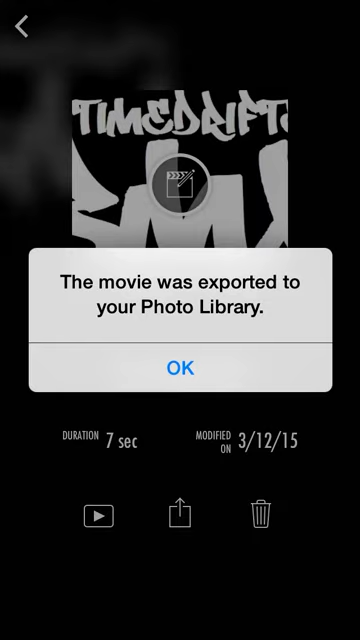 TIMEDRIFT
The movie was exported to
your Photo Library.
OK
DURATION 7 sec
MODIFIED ON 3/12/15